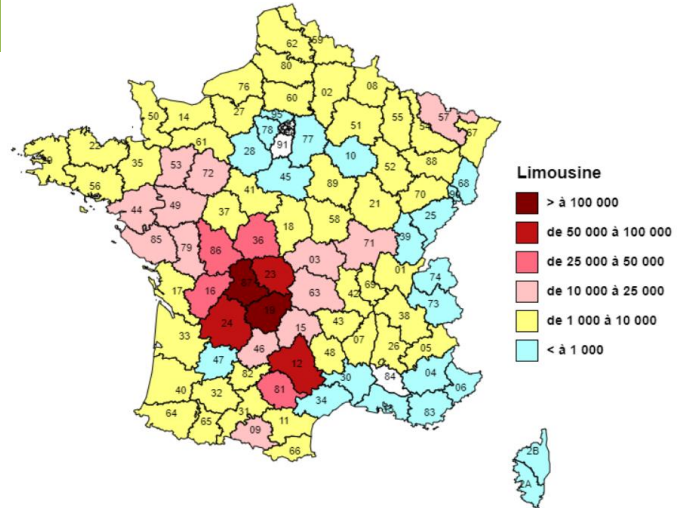 62 59
80
76 60 02 08
50 14 27 95 57
78 77 51 55 54 67
61 91
22 28 10 88 68
29 35 53 72 45 52
56 41 89 70 90
44 49 21 25
37 18 58
85 79 86 36 71 39
03
17 16 87 23 01 74
63 42 69 73
24 19
33 15 43 38
46 07 26 05
47 12 48
82 30 84 04 06
40 32 81 34 83
31
64 65 09 11
66
2B
2A
Limousine
> à 100 000
de 50 000 à 100 000
de 25 000 à 50 000
de 10 000 à 25 000
de 1 000 à 10 000
< à 1 000